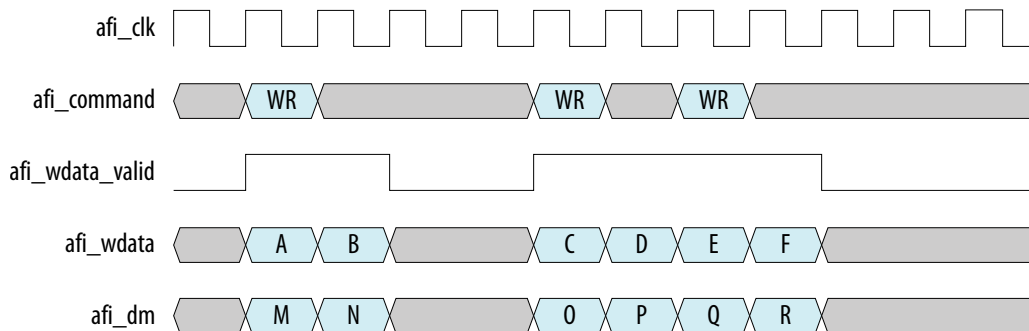 afi_clk
afi_command WR WR WR
afi_wdata_valid
afi_wdata A B C D E F
afi_dm M N O P Q R